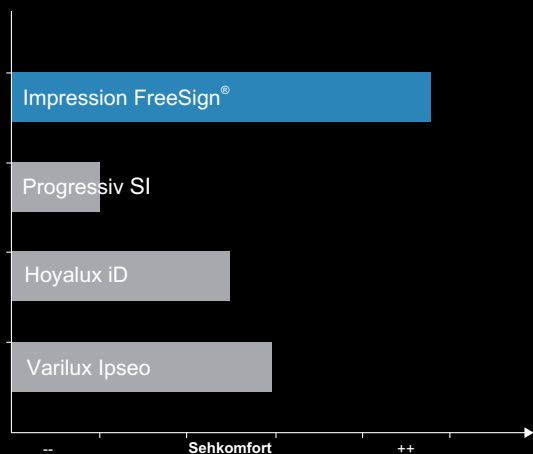 Impression FreeSign®
Progressiv SI
Hoyalux iD
Varilux Ipseo
-- Sehkomfort ++